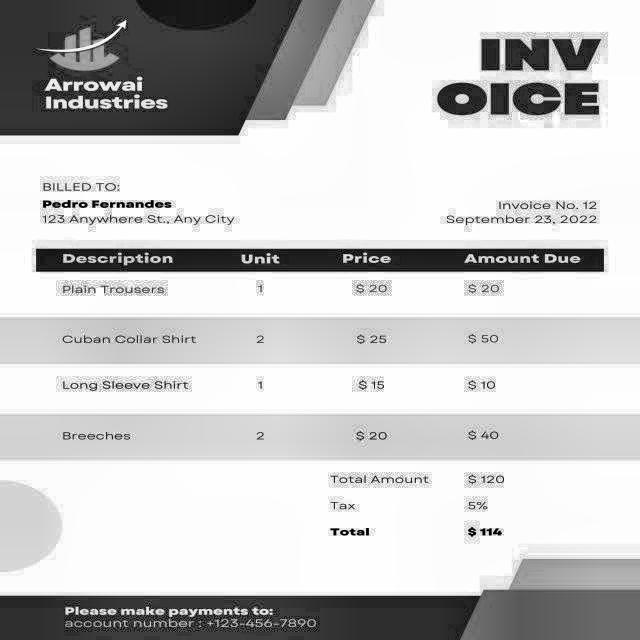 Arrowai
Industries
INV
OICE
BILLED TO:
Pedro Fernandes
123 Anywhere St., Any City
Invoice No. 12
September 23, 2022
Description Unit Price Amount Due
Plain Trousers 1 $ 20 $ 20
Cuban Collar Shirt 2 $ 25 $ 50
Long Sleeve Shirt 1 $ 15 $ 10
Breeches 2 $ 20 $ 40
Total Amount $ 120
Tax 5%
Total $ 114
Please make payments to:
account number : +123-456-7890